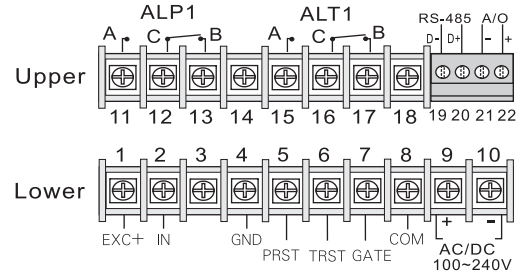 ALP1 ALT1 RS-485 A/O
A C B A C B D- D+ - +
Upper
11 12 13 14 15 16 17 18 19 20 21 22
1 2 3 4 5 6 7 8 9 10
Lower
+ -
EXC+ IN GND PRST TRST GATE COM AC/DC
100~240V